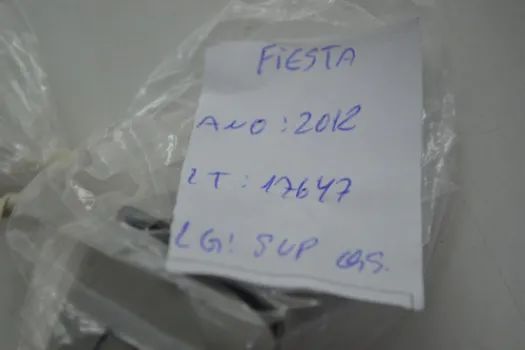 FIESTA
ANO: 2012
LT: 17647
LG: SUP